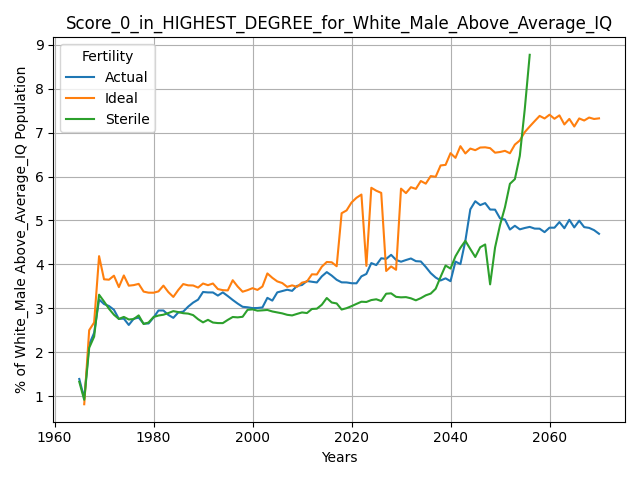 Score_0_in_HIGHEST_DEGREE_for_White_Male_Above_Average_IQ
Fertility
Actual
Ideal
Sterile
% of White_Male Above_Average_IQ Population
9
8
7
6
5
4
3
2
1
1960 1980 2000 2020 2040 2060
Years